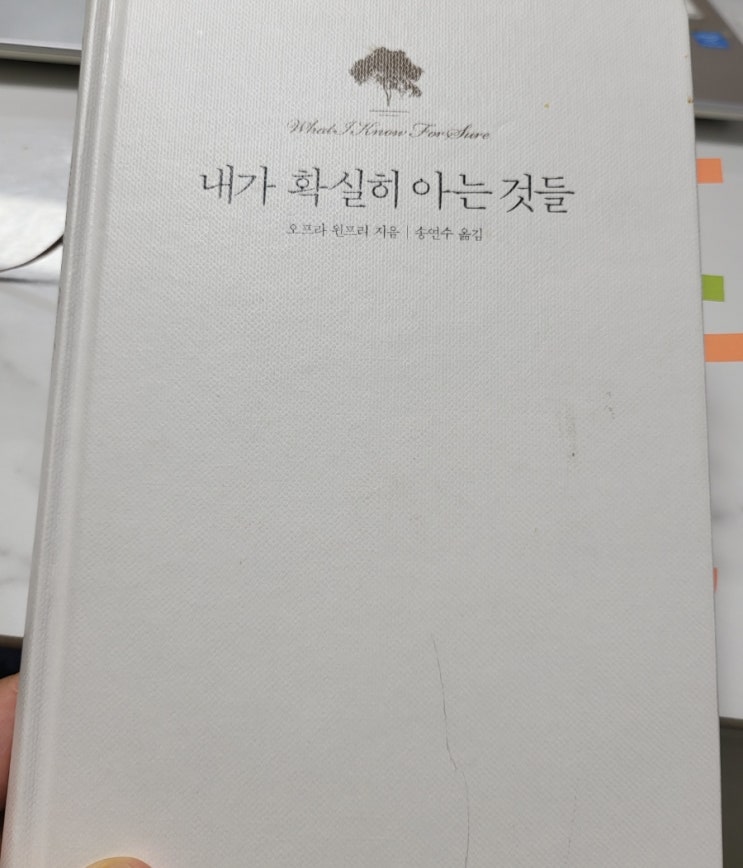 What I Know For Sure
내가 확실히 아는 것들
오프라 윈프리 지음 | 송연수 옮김